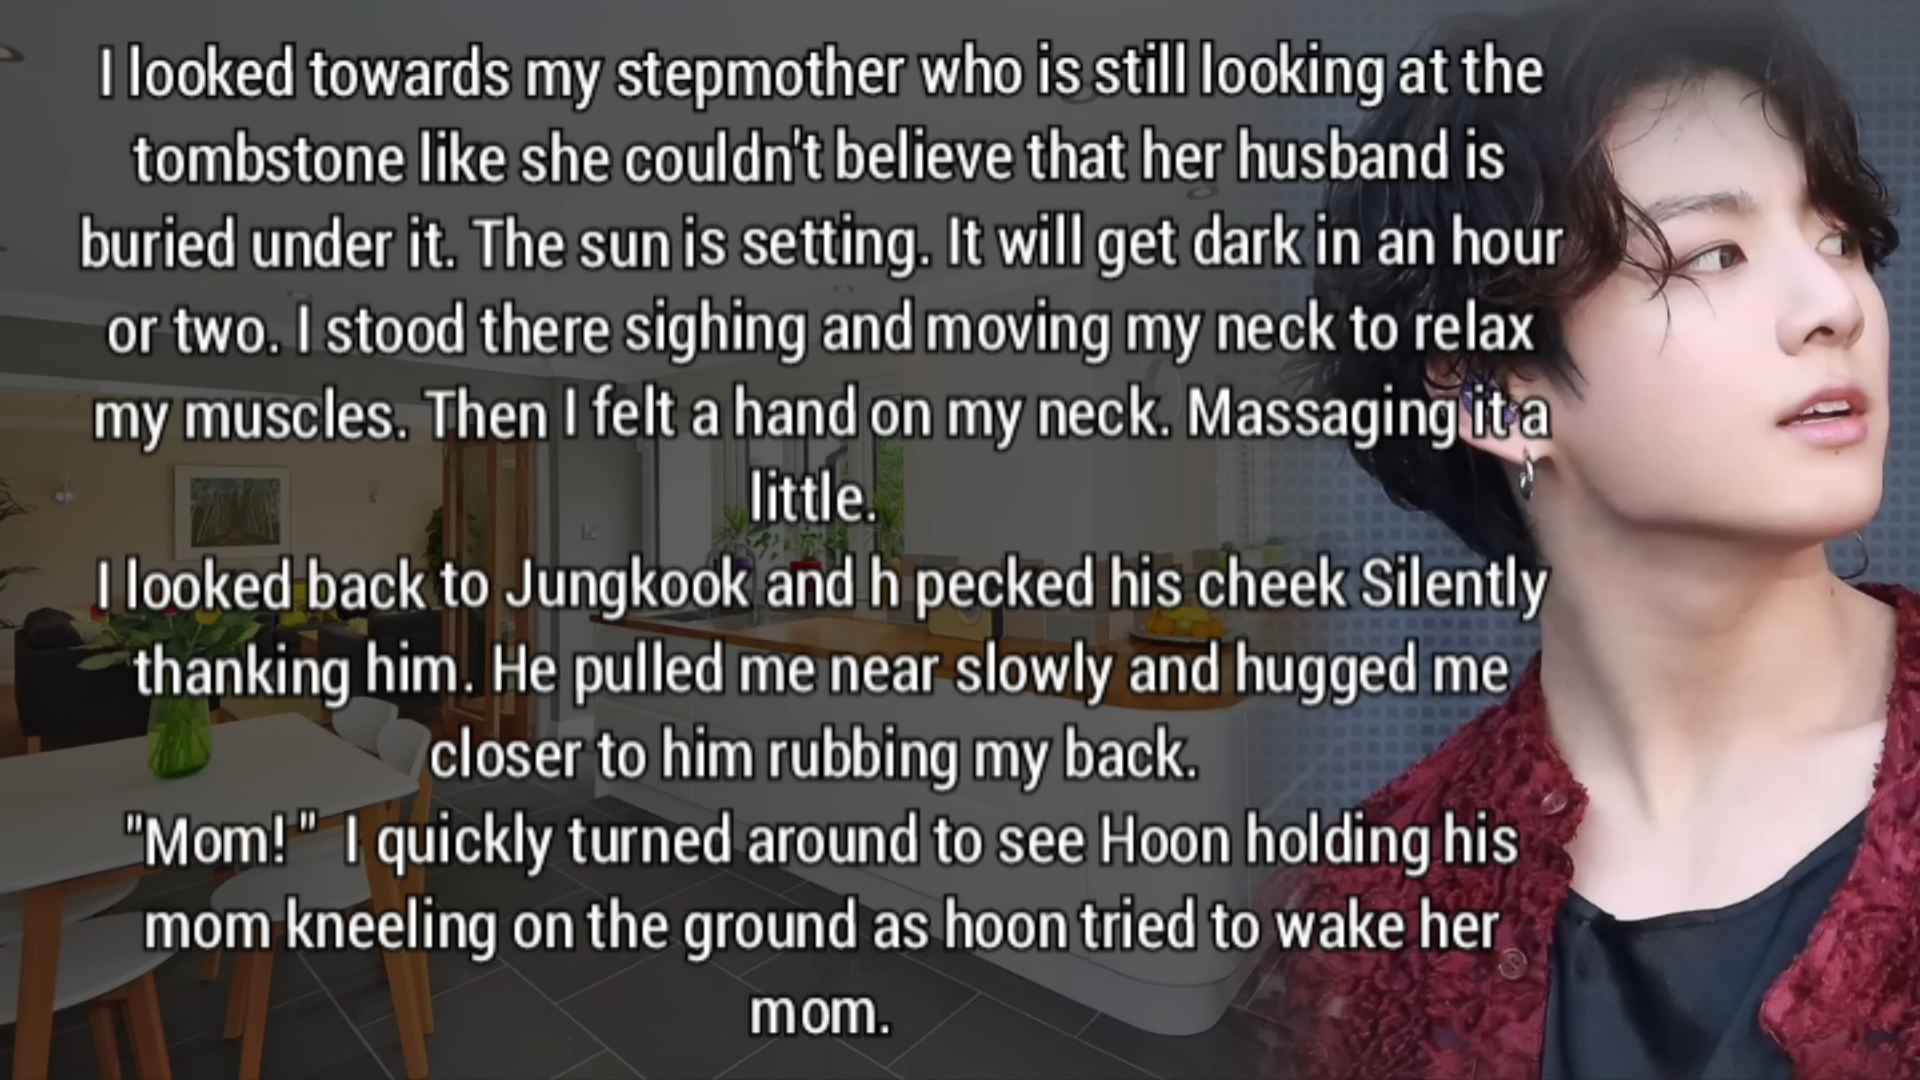 I looked towards my stepmother who is still looking at the
tombstone like she couldn't believe that her husband is
buried under it. The sun is setting. It will get dark in an hour
or two. I stood there sighing and moving my neck to relax
my muscles. Then I felt a hand on my neck. Massaging it a
little.
I looked back to Jungkook and h pecked his cheek Silently
thanking him. He pulled me near slowly and hugged me
closer to him rubbing my back.
"Mom! "  I quickly turned around to see Hoon holding his
mom kneeling on the ground as hoon tried to wake her
mom.